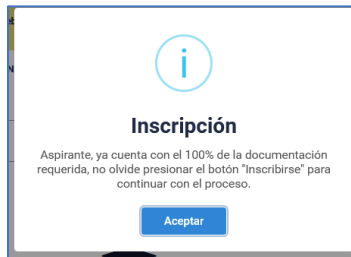 Inscripción
Aspirante, ya cuenta con el 100% de la documentación
requerida, no olvide presionar el botón "Inscribirse" para
continuar con el proceso.
Aceptar